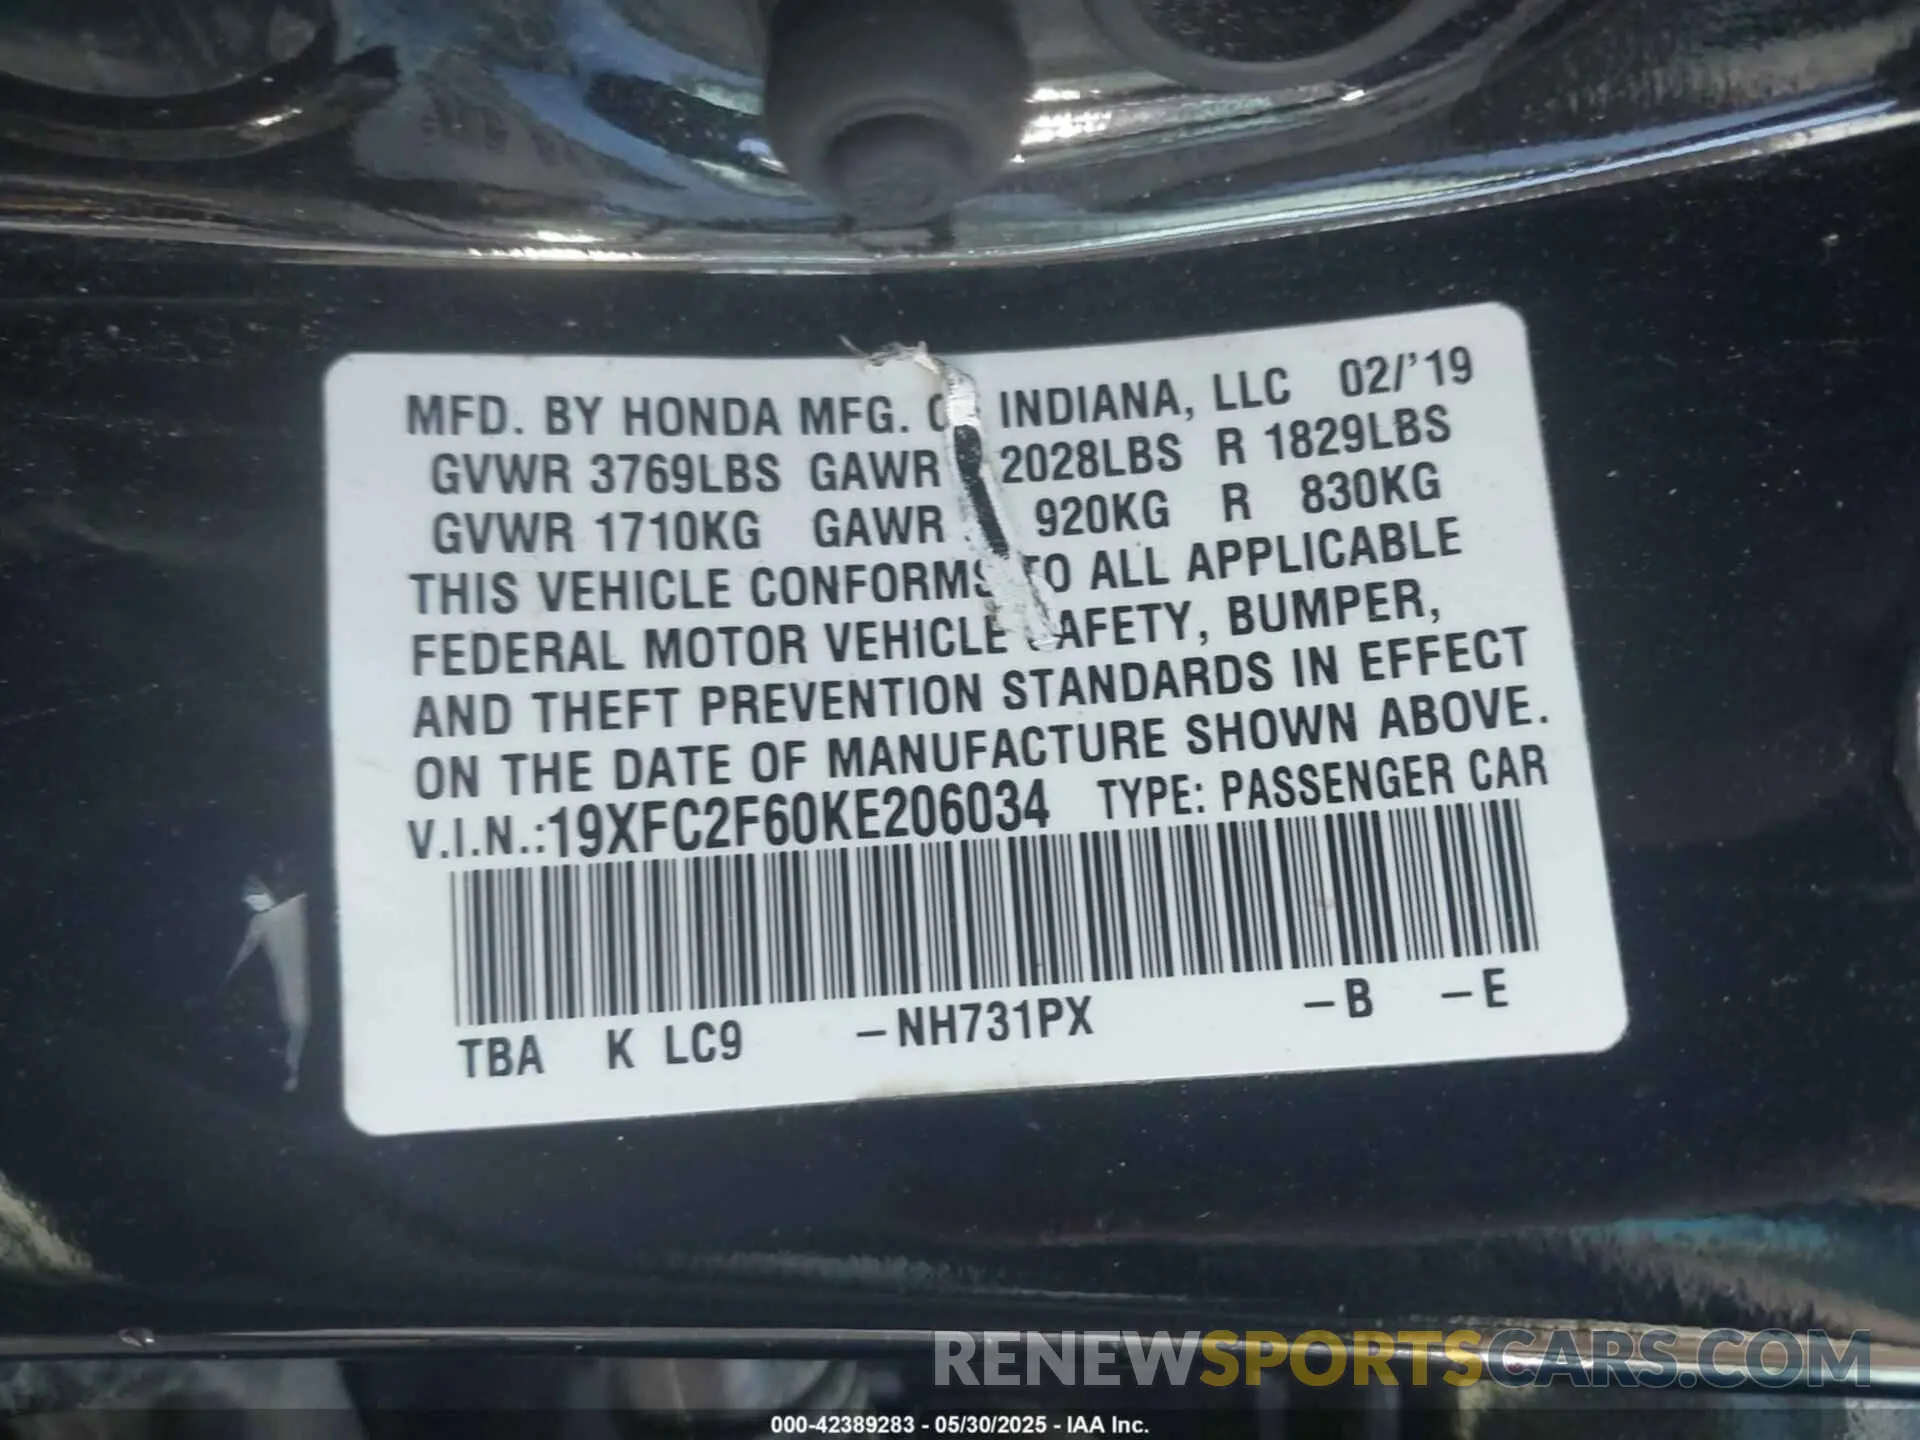 MFD. BY HONDA MFG. INDIANA, LLC 02/'19
GVWR 3769LBS GAWR 2028LBS R 1829LBS
GVWR 1710KG GAWR 920KG R 830KG
THIS VEHICLE CONFORMS TO ALL APPLICABLE
FEDERAL MOTOR VEHICLE SAFETY, BUMPER,
AND THEFT PREVENTION STANDARDS IN EFFECT
ON THE DATE OF MANUFACTURE SHOWN ABOVE.
V.I.N.:19XFC2F60KE206034 TYPE: PASSENGER CAR
TBA K LC9 –NH731PX –B –E
RENEWSPORTSCARS.COM
000-42389283 - 05/30/2025 - IAA Inc.